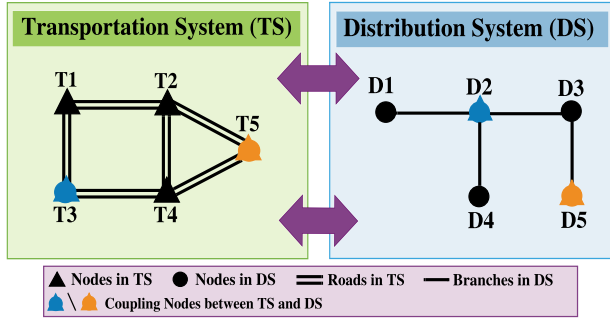 Transportation System (TS)
Distribution System (DS)
T1
T2
T5
T3
T4
D1
D2
D3
D4
D5
Nodes in TS
Nodes in DS
Roads in TS
Branches in DS
\ Coupling Nodes between TS and DS